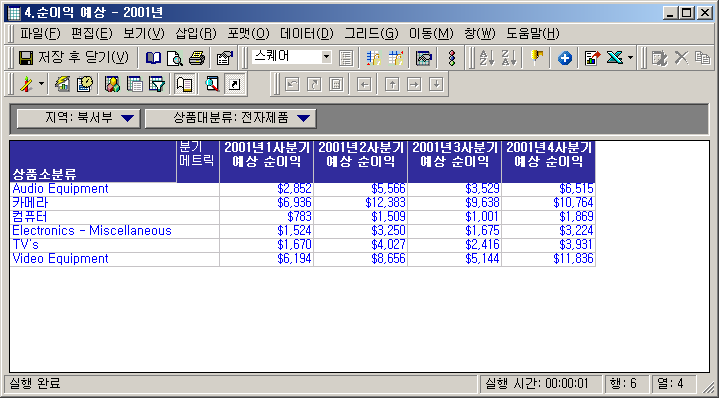 4.순이익 예상 - 2001년
파일(F) 편집(E) 보기(V) 삽입(R) 포맷(O) 데이터(D) 그리드(G) 이동(M) 창(W) 도움말(H)
저장 후 닫기(V) 스퀘어
지역: 북서부 상품대분류: 전자제품
상품소분류 분기 메트릭 2001년1사분기 예상 순이익 2001년2사분기 예상 순이익 2001년3사분기 예상 순이익 2001년4사분기 예상 순이익
Audio Equipment $2,852 $5,566 $3,529 $6,515
카메라 $6,936 $12,383 $9,638 $10,764
컴퓨터 $783 $1,509 $1,001 $1,869
Electronics - Miscellaneous $1,524 $3,250 $1,675 $3,224
TV's $1,670 $4,027 $2,416 $3,931
Video Equipment $6,194 $8,656 $5,144 $11,836
실행 완료 실행 시간: 00:00:01 행: 6 열: 4